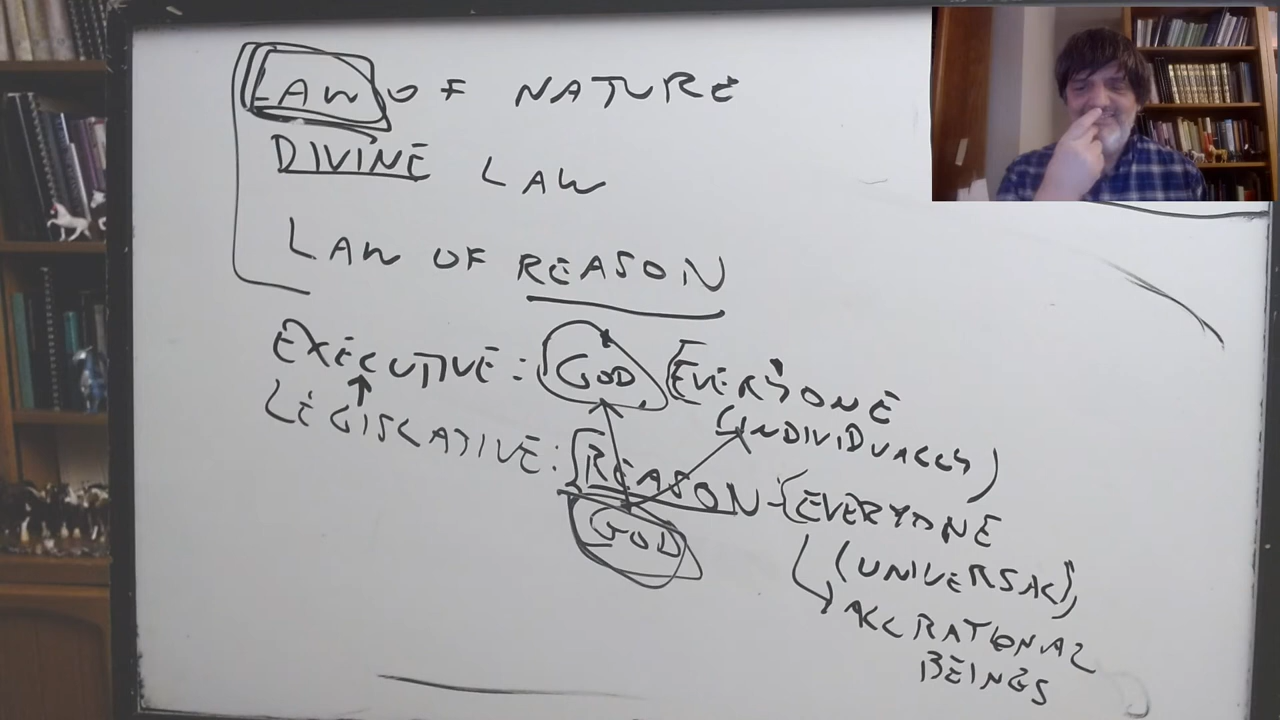 LAW OF NATURE
DIVINE LAW
LAW OF REASON
EXECUTIVE: GOD EVERYONE
(INDIVIDUALLY)
LEGISLATIVE: REASON - EVERYONE
GOD
(UNIVERSAL)
ALL RATIONAL
BEINGS